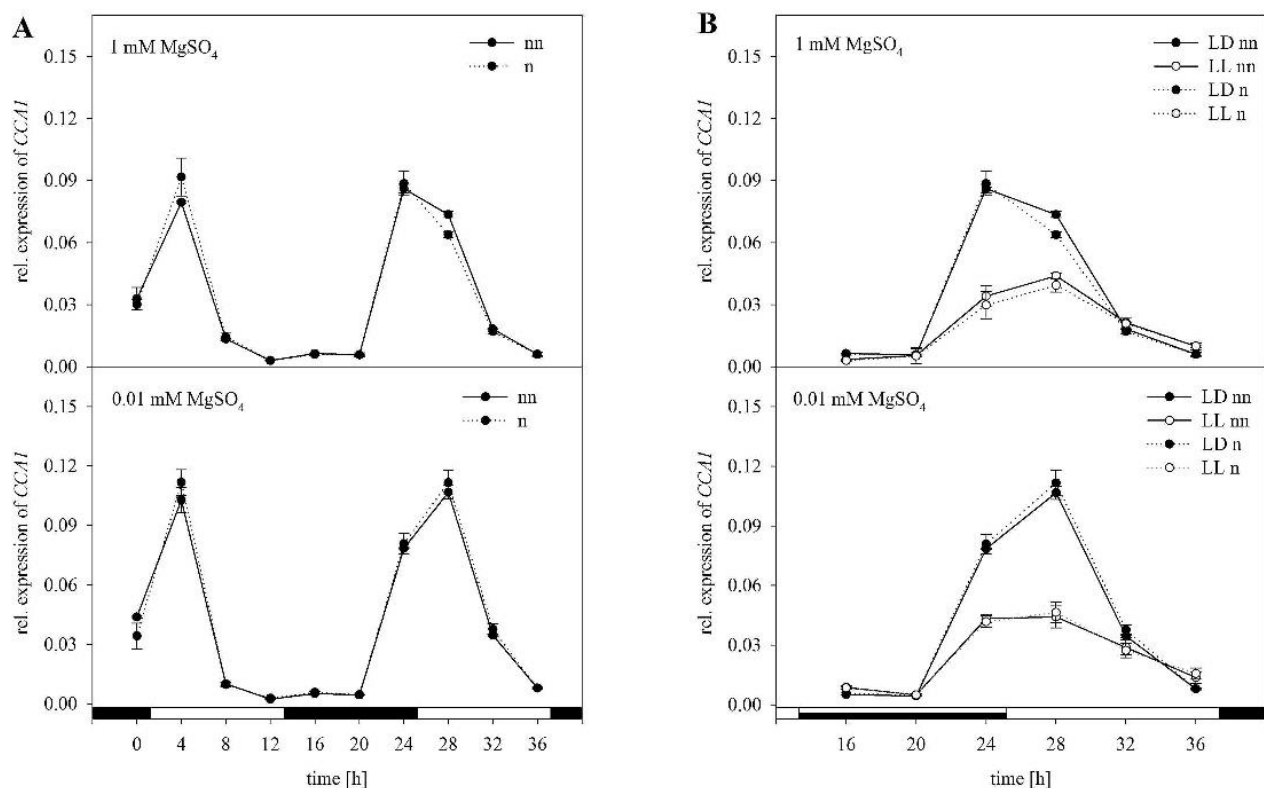 A
1 mM MgSO₄
nn
n
0.15
0.12
0.09
0.06
0.03
0.00
rel. expression of CCA1
0.01 mM MgSO₄
nn
n
0.15
0.12
0.09
0.06
0.03
0.00
rel. expression of CCA1
0 4 8 12 16 20 24 28 32 36
time [h]
B
1 mM MgSO₄
LD nn
LL nn
LD n
LL n
0.15
0.12
0.09
0.06
0.03
0.00
rel. expression of CCA1
0.01 mM MgSO₄
LD nn
LL nn
LD n
LL n
0.15
0.12
0.09
0.06
0.03
0.00
rel. expression of CCA1
16 20 24 28 32 36
time [h]